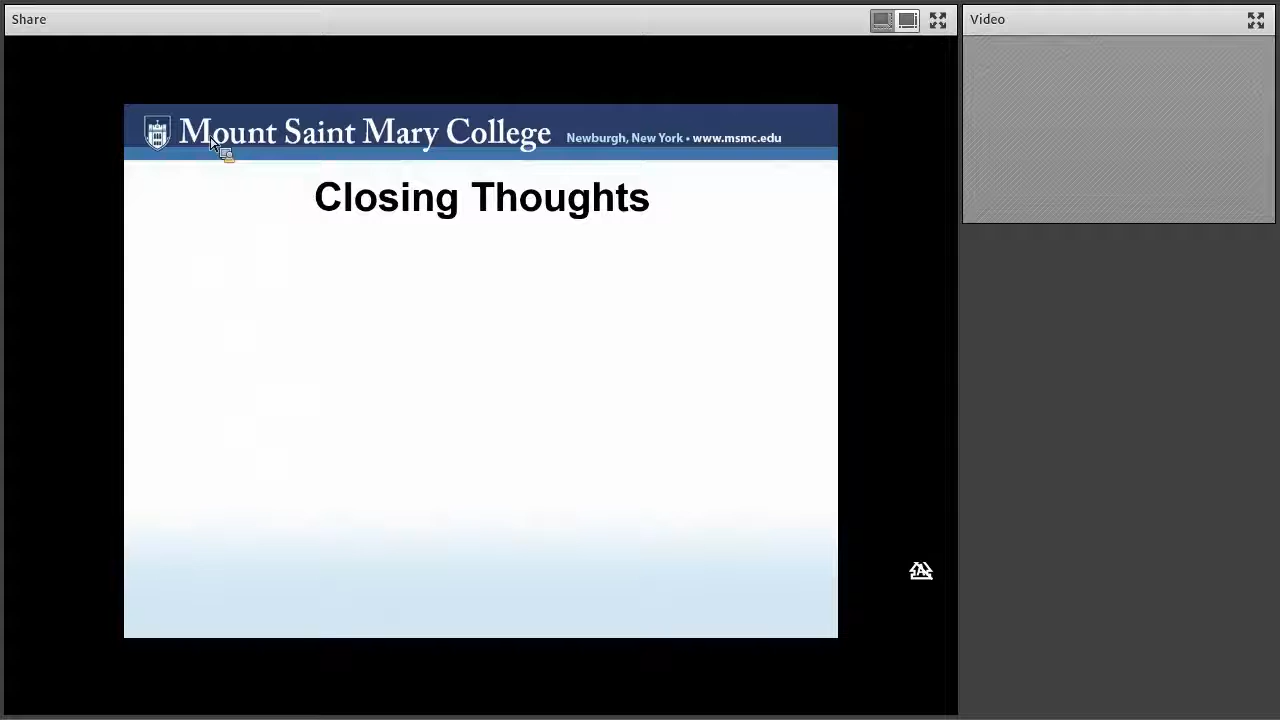 Share
Video
Mount Saint Mary College Newburgh, New York • www.msmc.edu
Closing Thoughts
A